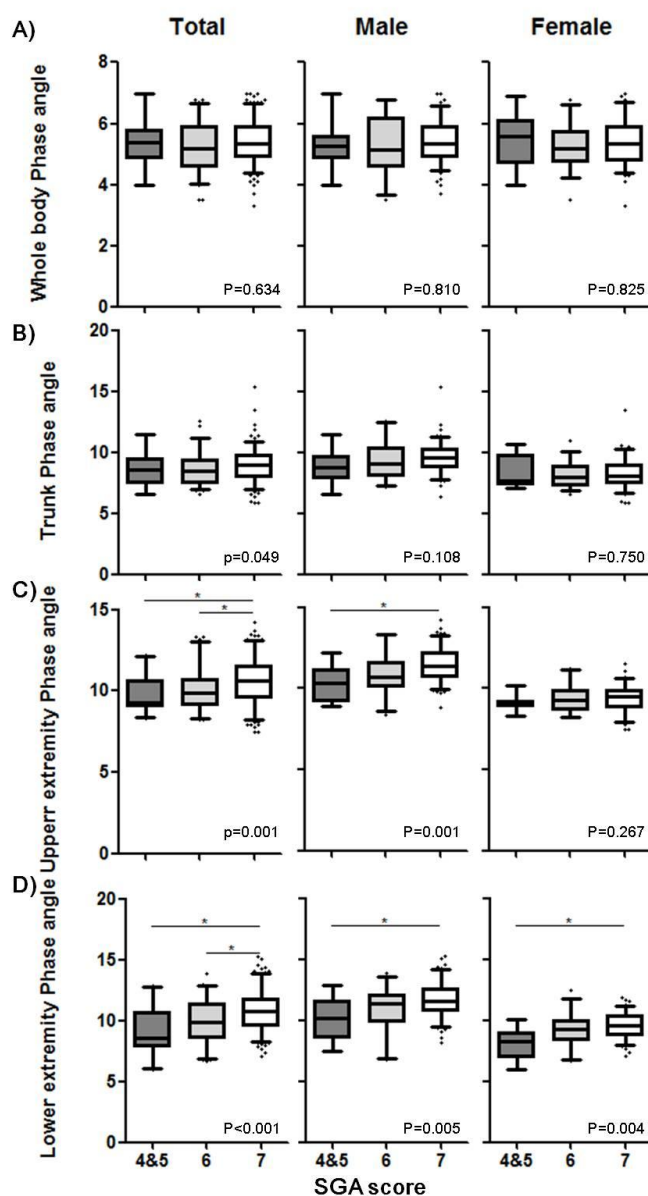 Total Male Female
A)
Whole body Phase angle
8
6
4
2
0
P=0.634 P=0.810 P=0.825
B)
Trunk Phase angle
20
15
10
5
0
p=0.049 P=0.108 P=0.750
C)
Upperr extremity Phase angle
15
10
5
0
* * *
p=0.001 P=0.001 P=0.267
D)
Lower extremity Phase angle
20
15
10
5
0
* * * *
P<0.001 P=0.005 P=0.004
4&5 6 7 4&5 6 7 4&5 6 7
SGA score